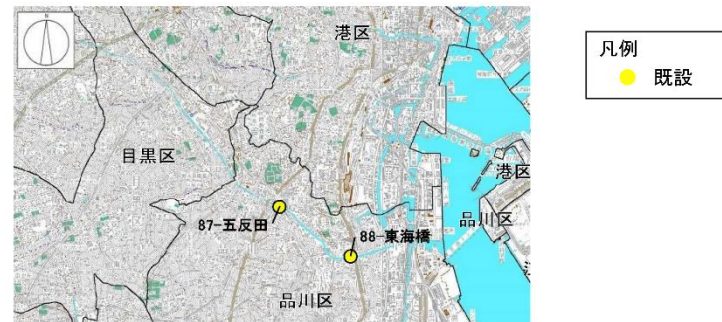 港区
目黒区
港区
品川区
87-五反田
88-東海橋
品川区
凡例
既設